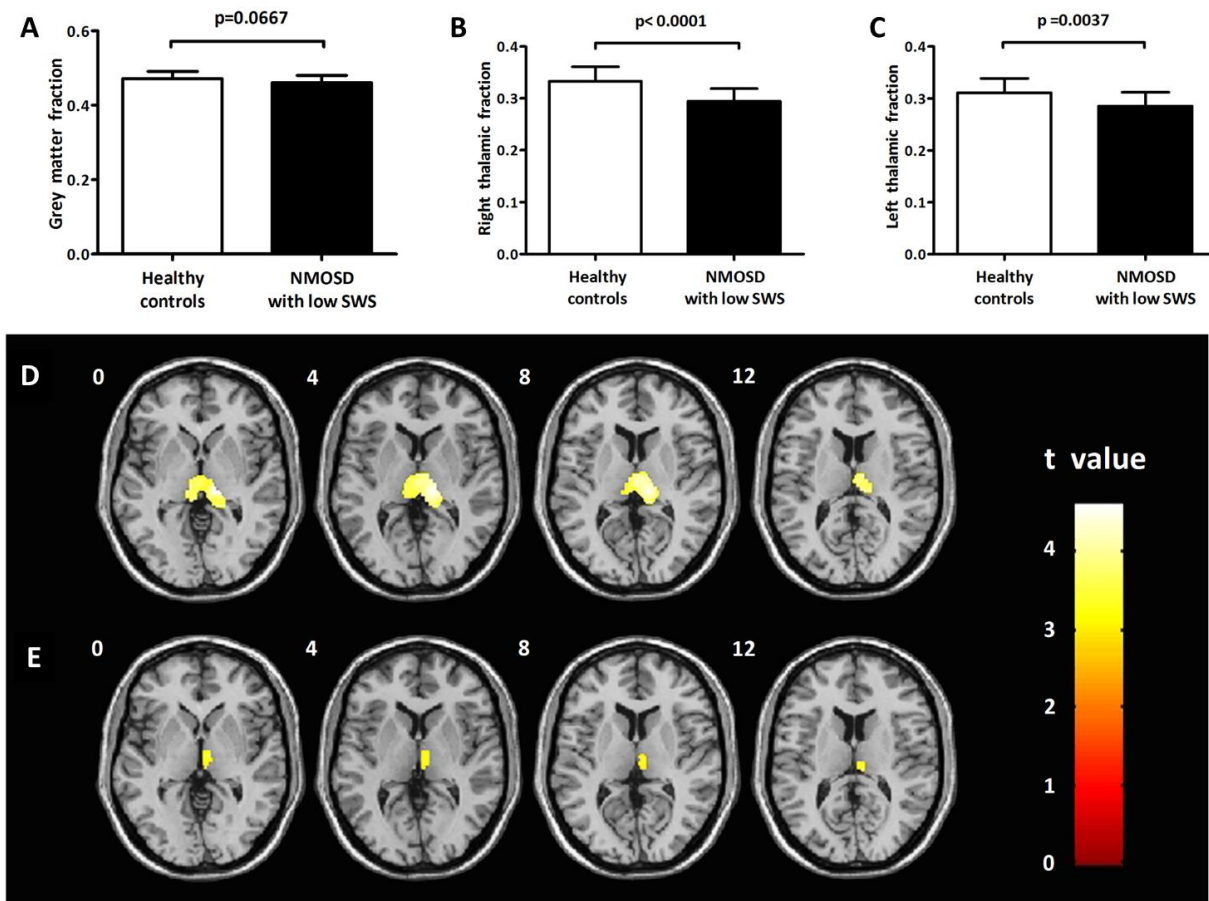 A
p=0.0667
Grey matter fraction
0.6
0.4
0.2
0.0
Healthy
controls
NMOSD
with low SWS
B
p< 0.0001
Right thalamic fraction
0.4
0.3
0.2
0.1
0.0
Healthy
controls
NMOSD
with low SWS
C
p =0.0037
Left thalamic fraction
0.4
0.3
0.2
0.1
0.0
Healthy
controls
NMOSD
with low SWS
D
0
4
8
12
E
0
4
8
12
t value
4
3
2
1
0